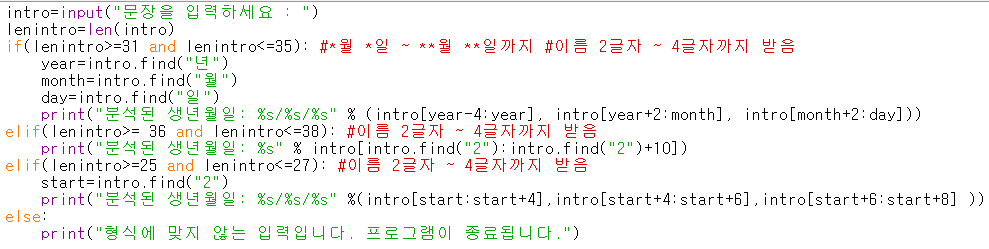 intro=input("문장을 입력하세요 : ")
lenintro=len(intro)
if(lenintro>=31 and lenintro<=35): #*월 *일 ~ **월 **일까지 #이름 2글자 ~ 4글자까지 받음
    year=intro.find("년")
    month=intro.find("월")
    day=intro.find("일")
    print("분석된 생년월일: %s/%s/%s" % (intro[year-4:year], intro[year+2:month], intro[month+2:day]))
elif(lenintro>= 36 and lenintro<=38): #이름 2글자 ~ 4글자까지 받음
    print("분석된 생년월일: %s" % intro[intro.find("2"):intro.find("2")+10])
elif(lenintro>=25 and lenintro<=27): #이름 2글자 ~ 4글자까지 받음
    start=intro.find("2")
    print("분석된 생년월일: %s/%s/%s" %(intro[start:start+4],intro[start+4:start+6],intro[start+6:start+8] ))
else:
    print("형식에 맞지 않는 입력입니다. 프로그램이 종료됩니다.")